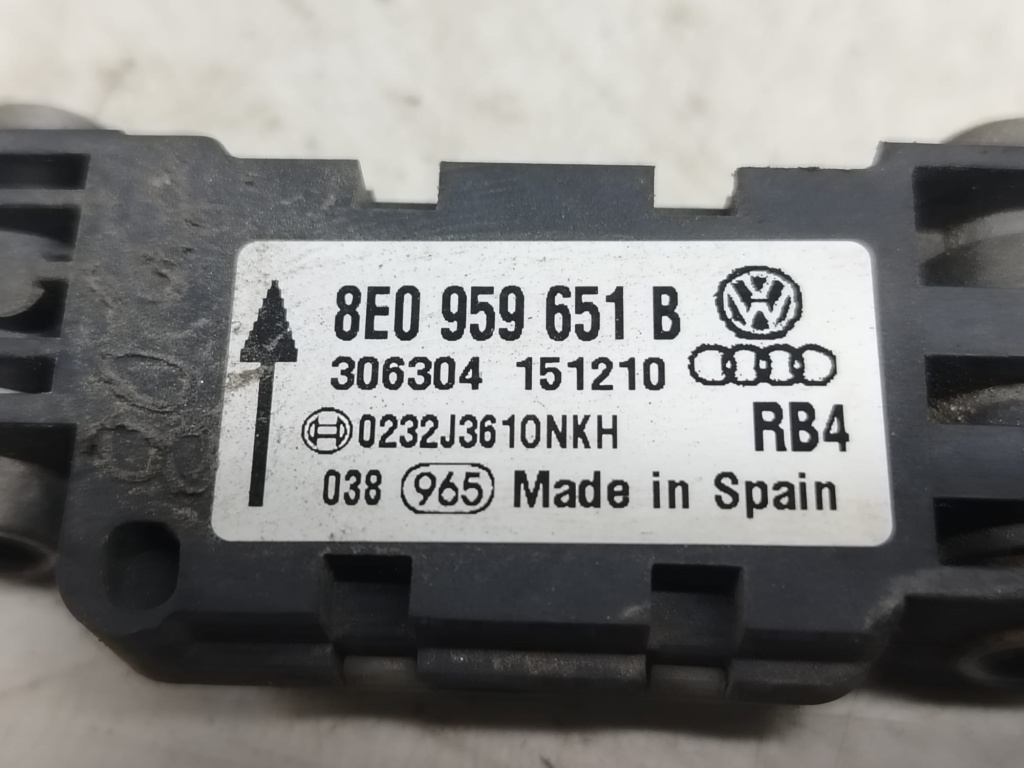 8E0 959 651 B
306304 151210
0232J3610NKH RB4
038 965 Made in Spain